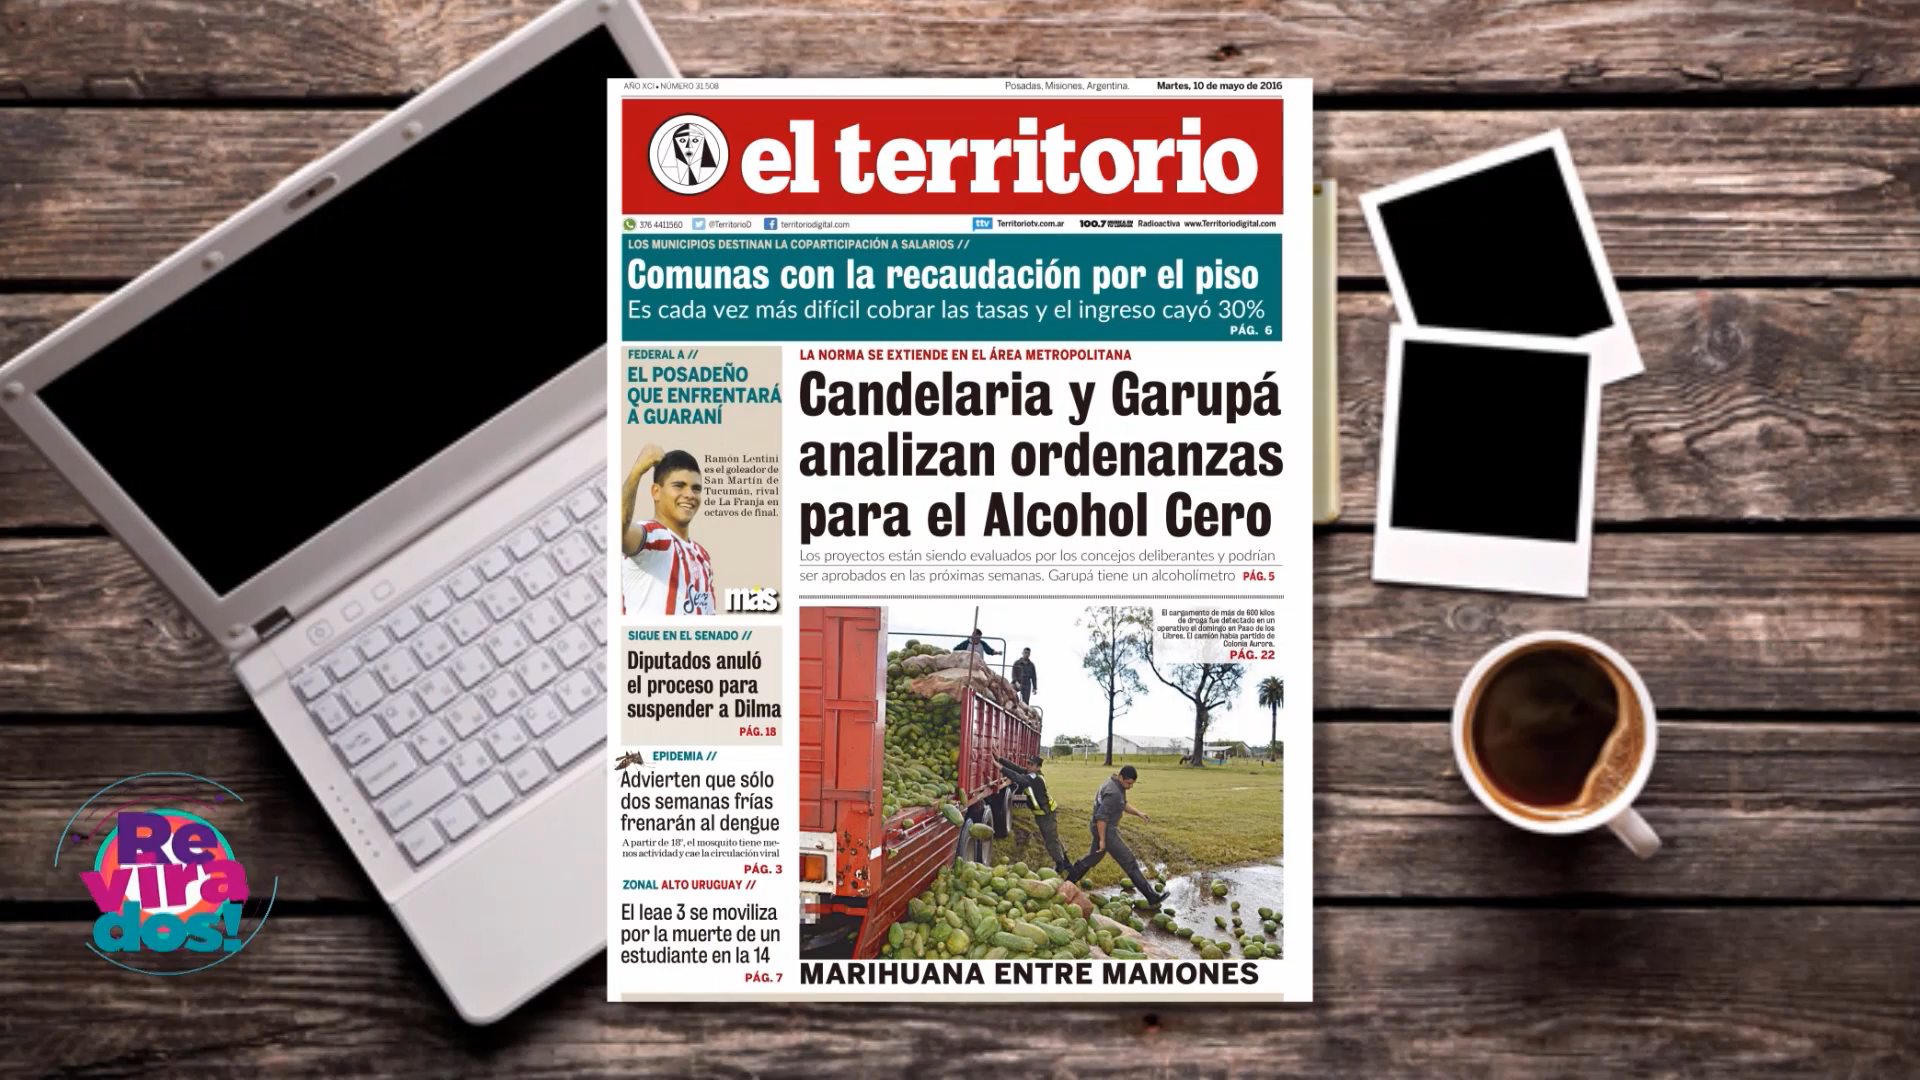 AÑO XCI • NÚMERO 31.508
Posadas, Misiones, Argentina. Martes, 10 de mayo de 2016
el territorio
376 4411560 @TerritorioD territoriodigital.com
ttv Territoriotv.com.ar 100.7 Radioactiva www.Territoriodigital.com
LOS MUNICIPIOS DESTINAN LA COPARTICIPACIÓN A SALARIOS //
Comunas con la recaudación por el piso
Es cada vez más difícil cobrar las tasas y el ingreso cayó 30%
PÁG. 6
FEDERAL A //
EL POSADEÑO
QUE ENFRENTARÁ
A GUARANÍ
Ramón Lentini
es el goleador de
San Martín de
Tucumán, rival
de La Franja en
octavos de final.
más
SIGUE EN EL SENADO //
Diputados anuló
el proceso para
suspender a Dilma
PÁG. 18
EPIDEMIA //
Advierten que sólo
dos semanas frías
frenarán al dengue
A partir de 18°, el mosquito tiene me-
nos actividad y cae la circulación viral
PÁG. 3
ZONAL ALTO URUGUAY //
El leae 3 se moviliza
por la muerte de un
estudiante en la 14
PÁG. 7
LA NORMA SE EXTIENDE EN EL ÁREA METROPOLITANA
Candelaria y Garupá
analizan ordenanzas
para el Alcohol Cero
Los proyectos están siendo evaluados por los concejos deliberantes y podrían
ser aprobados en las próximas semanas. Garupá tiene un alcoholímetro PÁG. 5
El cargamento de más de 600 kilos
de droga fue detectado en un
operativo el domingo en Paso de los
Libres. El camión había partido de
Colonia Aurora.
PÁG. 22
MARIHUANA ENTRE MAMONES
Re
vira
dos!